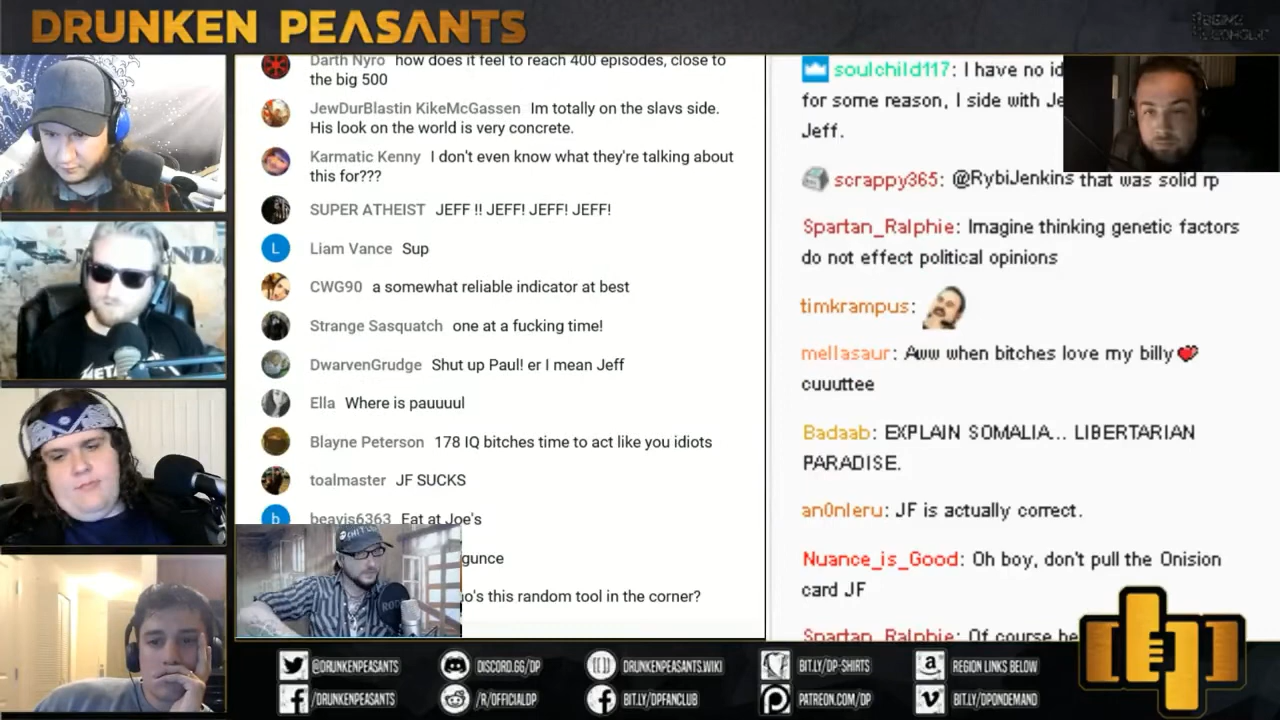 DRUNKEN PEASANTS
Darth Nyro how does it feel to reach 400 episodes, close to
the big 500
JewDurBlastin KikeMcGassen Im totally on the slavs side.
His look on the world is very concrete.
Karmatic Kenny I don't even know what they're talking about
this for???
SUPER ATHEIST JEFF !! JEFF! JEFF! JEFF!
L Liam Vance Sup
CWG90 a somewhat reliable indicator at best
Strange Sasquatch one at a fucking time!
DwarvenGrudge Shut up Paul! er I mean Jeff
Ella Where is pauuuul
Blayne Peterson 178 IQ bitches time to act like you idiots
toalmaster JF SUCKS
b beavis6363 Eat at Joe's
gunce
o's this random tool in the corner?
soulchild117: I have no id
for some reason, I side with Je
Jeff.
scrappy365: @RybiJenkins that was solid rp
Spartan_Ralphie: Imagine thinking genetic factors
do not effect political opinions
timkrampus:
mellasaur: Aww when bitches love my billy
cuuuttee
Badaab: EXPLAIN SOMALIA... LIBERTARIAN
PARADISE.
an0nleru: JF is actually correct.
Nuance_is_Good: Oh boy, don't pull the Onision
card JF
Spartan_Ralphie: Of course he
@DRUNKENPEASANTS DISCORD.GG/DP DRUNKENPEASANTS.WIKI BIT.LY/DP-SHIRTS REGION LINKS BELOW
/DRUNKENPEASANTS /R/OFFICIALDP BIT.LY/DPFANCLUB PATREON.COM/DP BIT.LY/DPONDEMAND